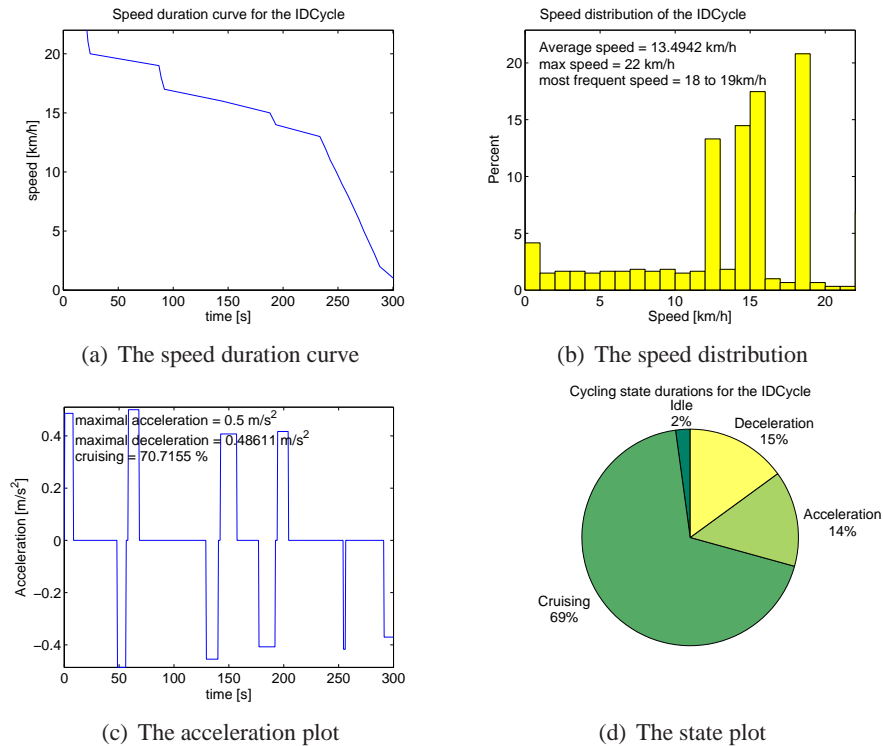 Speed duration curve for the IDCycle
20
15
10
5
0
speed [km/h]
0 50 100 150 200 250 300
time [s]
(a) The speed duration curve
Speed distribution of the IDCycle
Average speed = 13.4942 km/h
max speed = 22 km/h
most frequent speed = 18 to 19km/h
20
15
10
5
0
Percent
0 5 10 15 20
Speed [km/h]
(b) The speed distribution
maximal acceleration = 0.5 m/s²
maximal deceleration = 0.48611 m/s²
cruising = 70.7155 %
0.4
0.2
0
−0.2
−0.4
Acceleration [m/s²]
0 50 100 150 200 250 300
time [s]
(c) The acceleration plot
Cycling state durations for the IDCycle
Idle
2%
Deceleration
15%
Acceleration
14%
Cruising
69%
(d) The state plot